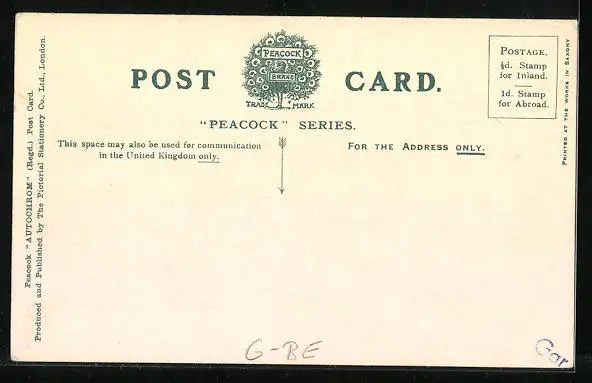 POST CARD.
PEACOCK
BRAND
TRADE MARK
"PEACOCK" SERIES.
This space may also be used for communication
in the United Kingdom only.
FOR THE ADDRESS ONLY.
POSTAGE.
½d. Stamp
for Inland.
1d. Stamp
for Abroad.
PRINTED AT THE WORKS IN SAXONY
Peacock "AUTOCHROM" (Regd.) Post Card.
Produced and Published by The Pictorial Stationery Co., Ltd., London.
G-BE
Gar